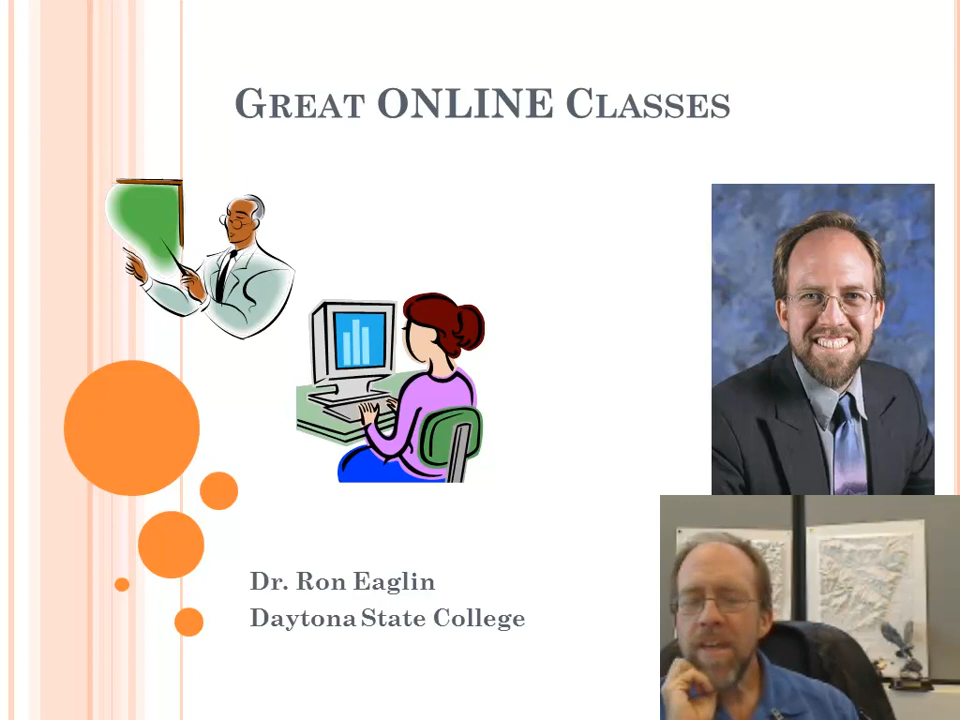 GREAT ONLINE CLASSES
Dr. Ron Eaglin
Daytona State College